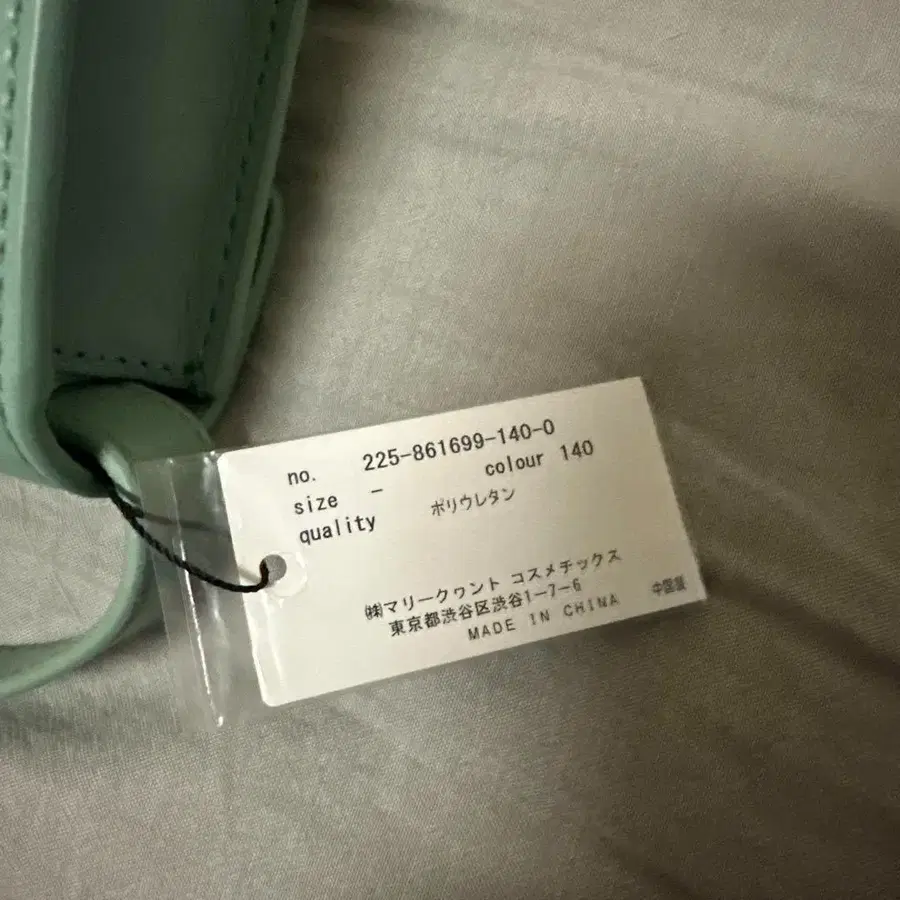 no. 225-861699-140-0
size - colour 140
quality ポリウレタン
㈱マリークヮント コスメチックス
東京都渋谷区渋谷1-7-6
MADE IN CHINA 中国製